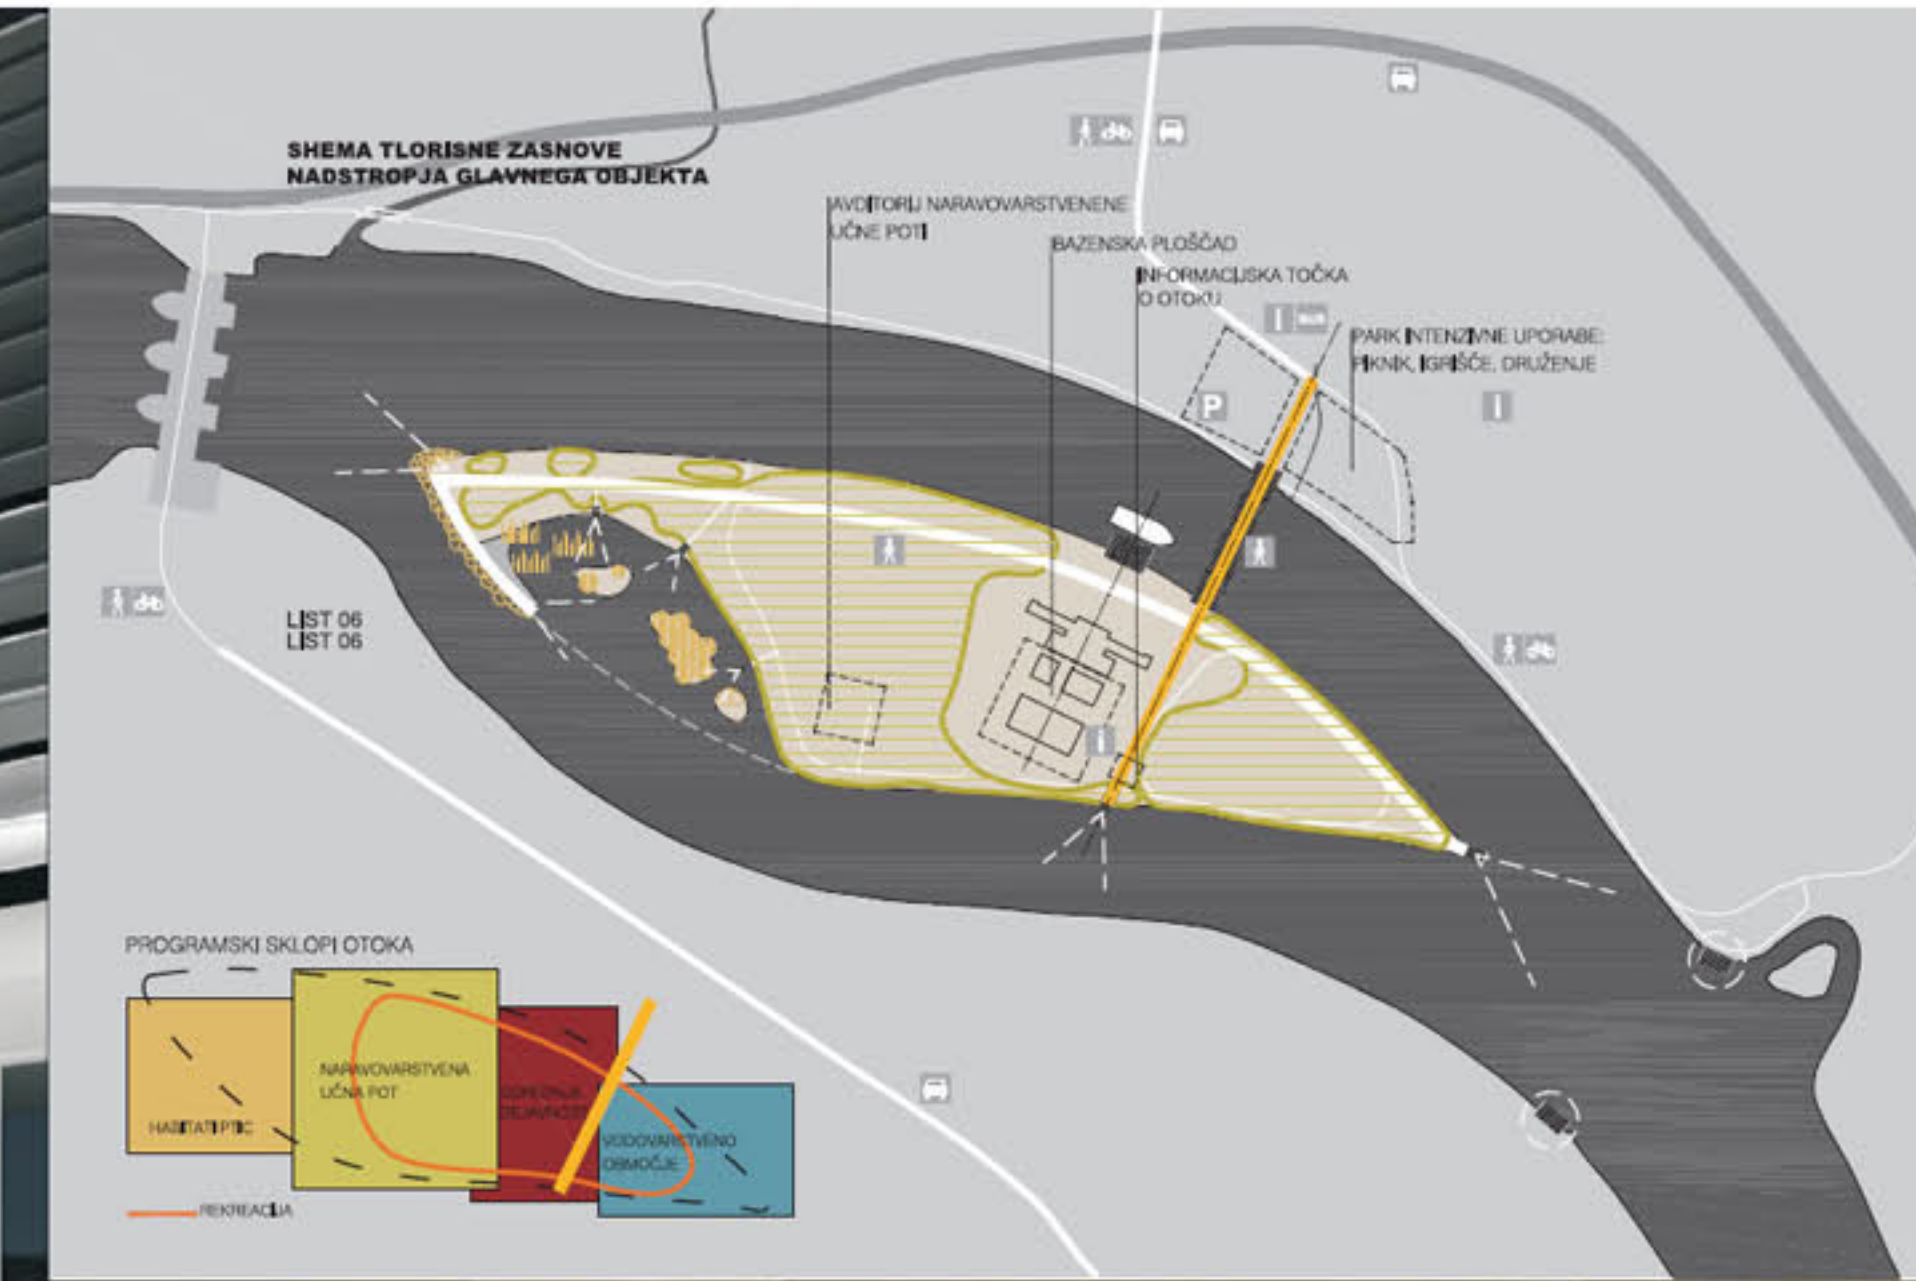 SHEMA TLORISNE ZASNOVE
NADSTROPJA GLAVNEGA OBJEKTA
AVDITORIJ NARAVOVARSTVENENE
UČNE POTI
BAZENSKA PLOŠČAD
INFORMACIJSKA TOČKA
O OTOKU
PARK INTENZIVNE UPORABE:
PIKNIK, IGRIŠČE, DRUŽENJE
P
i
i
i
BUS
LIST 06
LIST 06
PROGRAMSKI SKLOPI OTOKA
NARAVOVARSTVENA
UČNA POT
HABITATI PTIC
VODOVARSTVENO
OBMOČJE
REKREACIJA